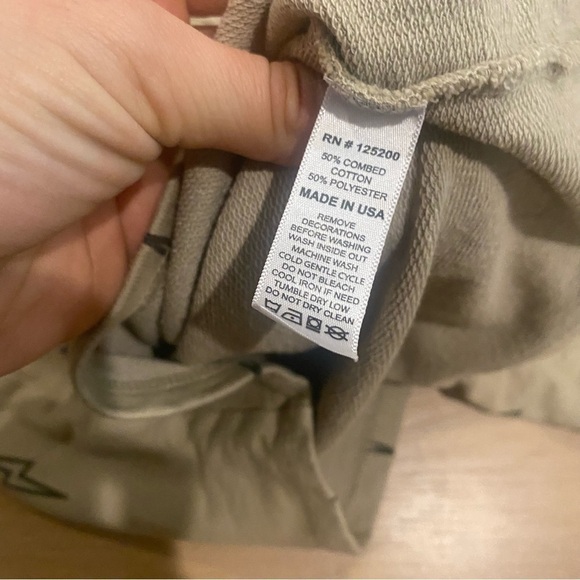 RN # 125200
50% COMBED
COTTON
50% POLYESTER
MADE IN USA
REMOVE
DECORATIONS
BEFORE WASHING
WASH INSIDE OUT
MACHINE WASH
COLD GENTLE CYCLE
DO NOT BLEACH
COOL IRON IF NEED
TUMBLE DRY LOW
DO NOT DRY CLEAN